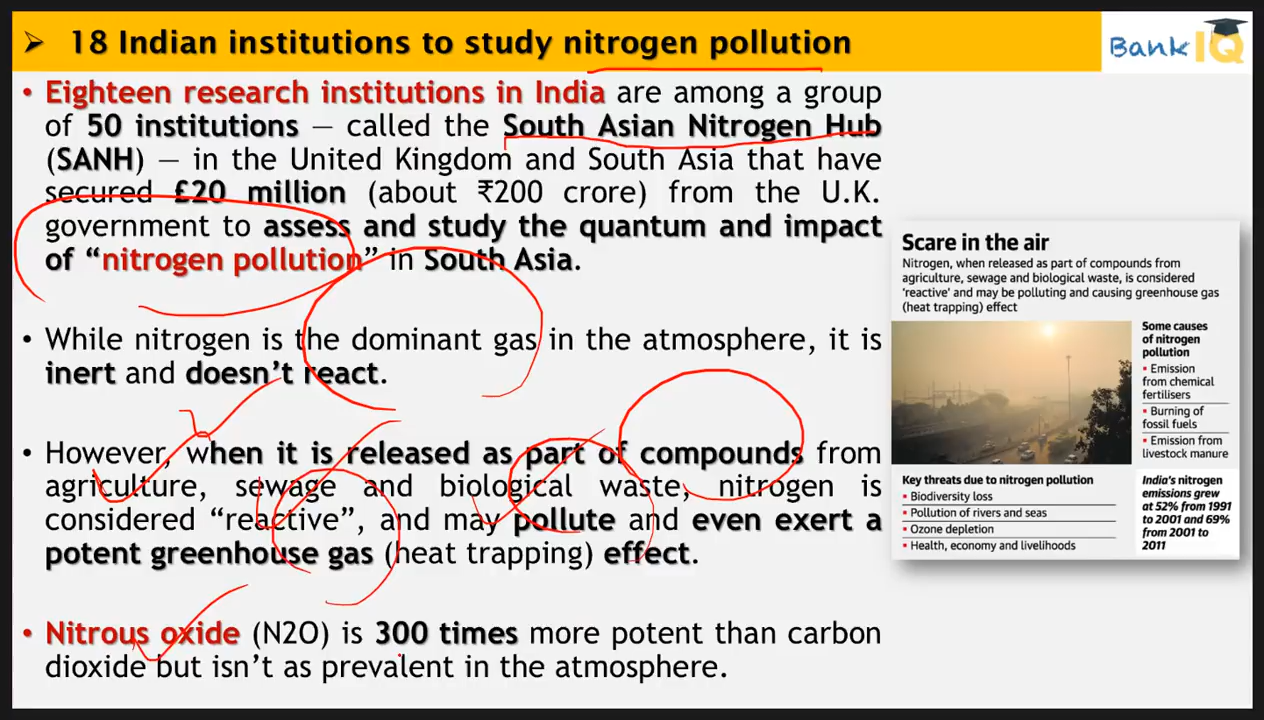 ➢ 18 Indian institutions to study nitrogen pollution
Bank IQ
• Eighteen research institutions in India are among a group
of 50 institutions — called the South Asian Nitrogen Hub
(SANH) — in the United Kingdom and South Asia that have
secured £20 million (about ₹200 crore) from the U.K.
government to assess and study the quantum and impact
of “nitrogen pollution” in South Asia.
• While nitrogen is the dominant gas in the atmosphere, it is
inert and doesn’t react.
• However, when it is released as part of compounds from
agriculture, sewage and biological waste, nitrogen is
considered “reactive”, and may pollute and even exert a
potent greenhouse gas (heat trapping) effect.
• Nitrous oxide (N2O) is 300 times more potent than carbon
dioxide but isn’t as prevalent in the atmosphere.
Scare in the air
Nitrogen, when released as part of compounds from
agriculture, sewage and biological waste, is considered
‘reactive’ and may be polluting and causing greenhouse gas
(heat trapping) effect
Some causes
of nitrogen
pollution
▪ Emission
from chemical
fertilisers
▪ Burning of
fossil fuels
▪ Emission from
livestock manure
Key threats due to nitrogen pollution
▪ Biodiversity loss
▪ Pollution of rivers and seas
▪ Ozone depletion
▪ Health, economy and livelihoods
India’s nitrogen
emissions grew
at 52% from 1991
to 2001 and 69%
from 2001 to
2011